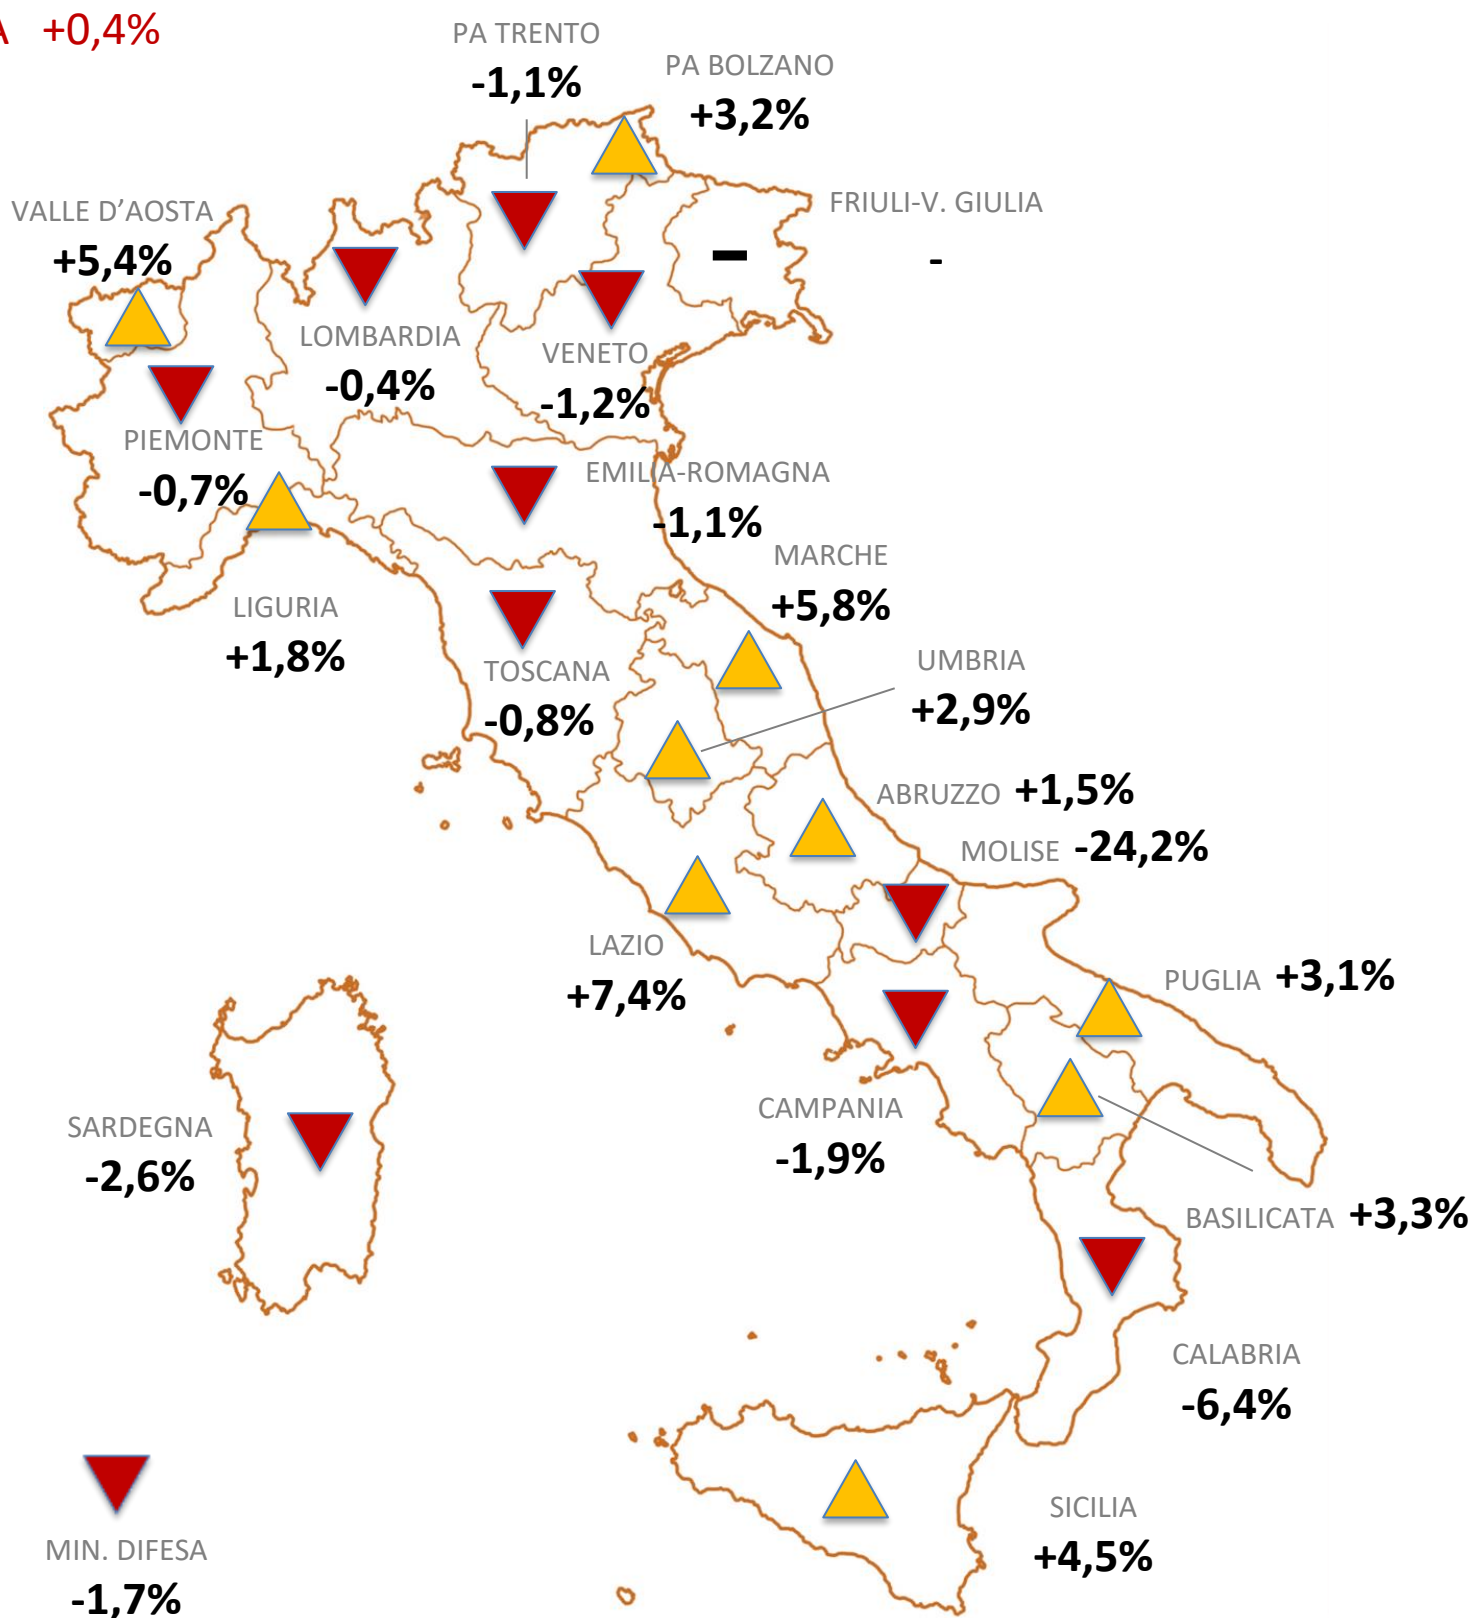 A +0,4%
PA TRENTO
-1,1%
PA BOLZANO
+3,2%
VALLE D’AOSTA
+5,4%
FRIULI-V. GIULIA
-
LOMBARDIA
-0,4%
VENETO
-1,2%
PIEMONTE
-0,7%
EMILIA-ROMAGNA
-1,1%
MARCHE
+5,8%
LIGURIA
+1,8%
TOSCANA
-0,8%
UMBRIA
+2,9%
ABRUZZO +1,5%
MOLISE -24,2%
LAZIO
+7,4%
PUGLIA +3,1%
CAMPANIA
-1,9%
SARDEGNA
-2,6%
BASILICATA +3,3%
CALABRIA
-6,4%
SICILIA
+4,5%
MIN. DIFESA
-1,7%